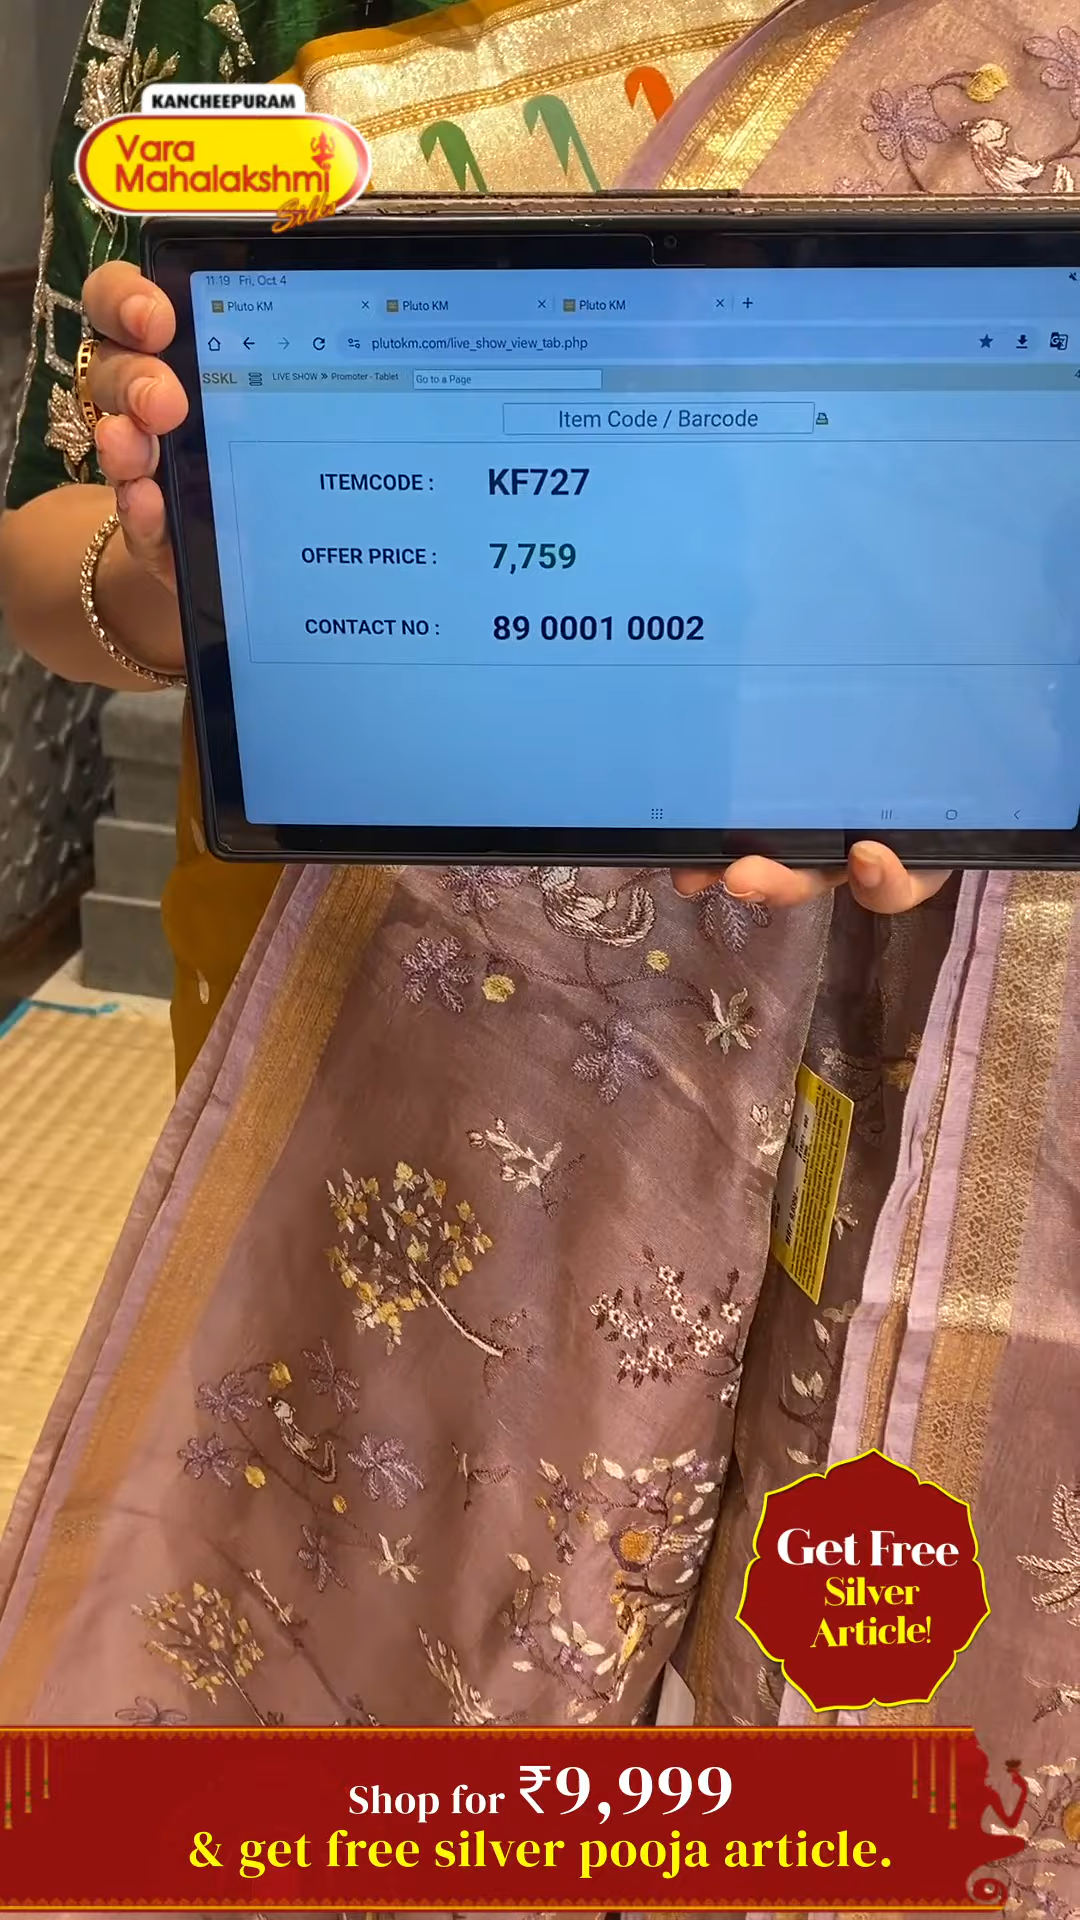 KANCHEEPURAM
Vara
Mahalakshmi
Silks
11:19 Fri, Oct 4
Pluto KM
Pluto KM
Pluto KM
plutokm.com/live_show_view_tab.php
SSKL LIVE SHOW » Promoter - Tablet Go to a Page
Item Code / Barcode
ITEMCODE : KF727
OFFER PRICE : 7,759
CONTACT NO : 89 0001 0002
Get Free
Silver
Article!
Shop for ₹9,999
& get free silver pooja article.